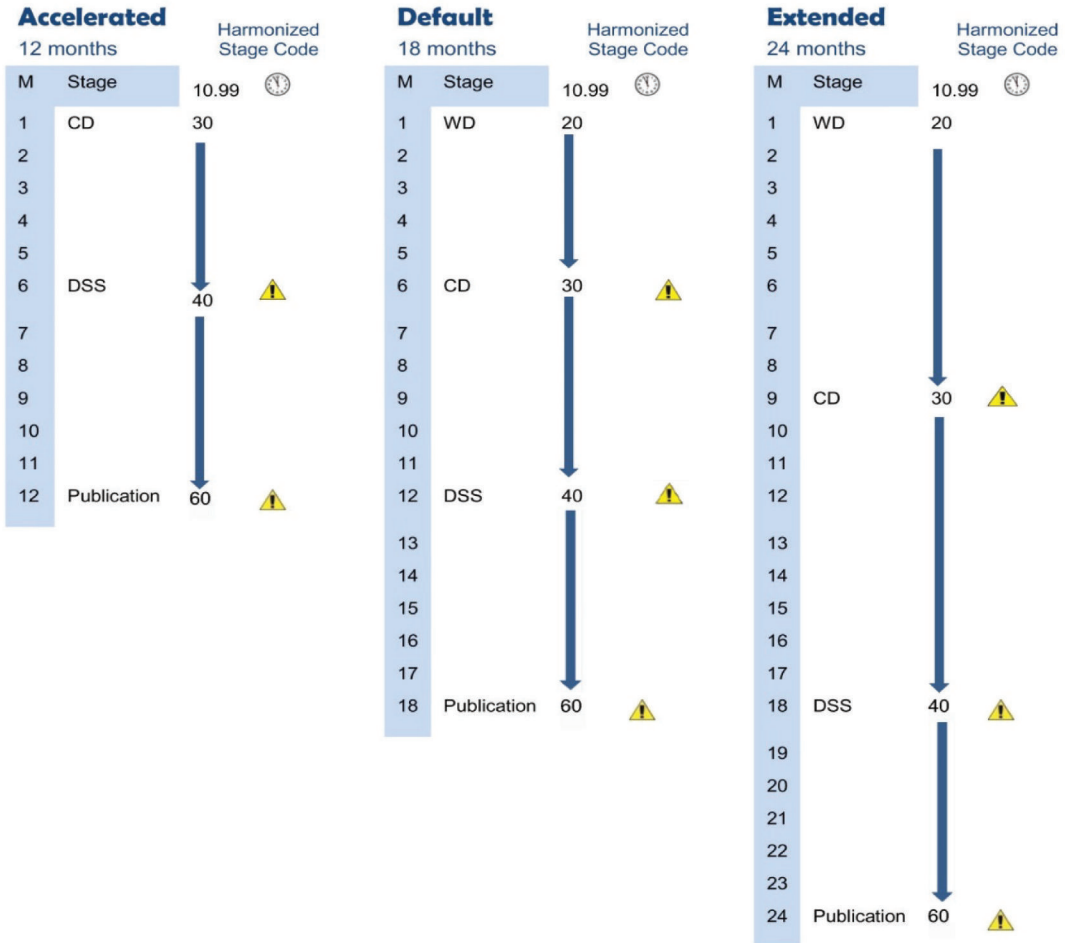 Accelerated
12 months
Harmonized
Stage Code
M Stage 10.99
1 CD 30
2
3
4
5
6 DSS 40
7
8
9
10
11
12 Publication 60
Default
18 months
Harmonized
Stage Code
M Stage 10.99
1 WD 20
2
3
4
5
6 CD 30
7
8
9
10
11
12 DSS 40
13
14
15
16
17
18 Publication 60
Extended
24 months
Harmonized
Stage Code
M Stage 10.99
1 WD 20
2
3
4
5
6
7
8
9 CD 30
10
11
12
13
14
15
16
17
18 DSS 40
19
20
21
22
23
24 Publication 60